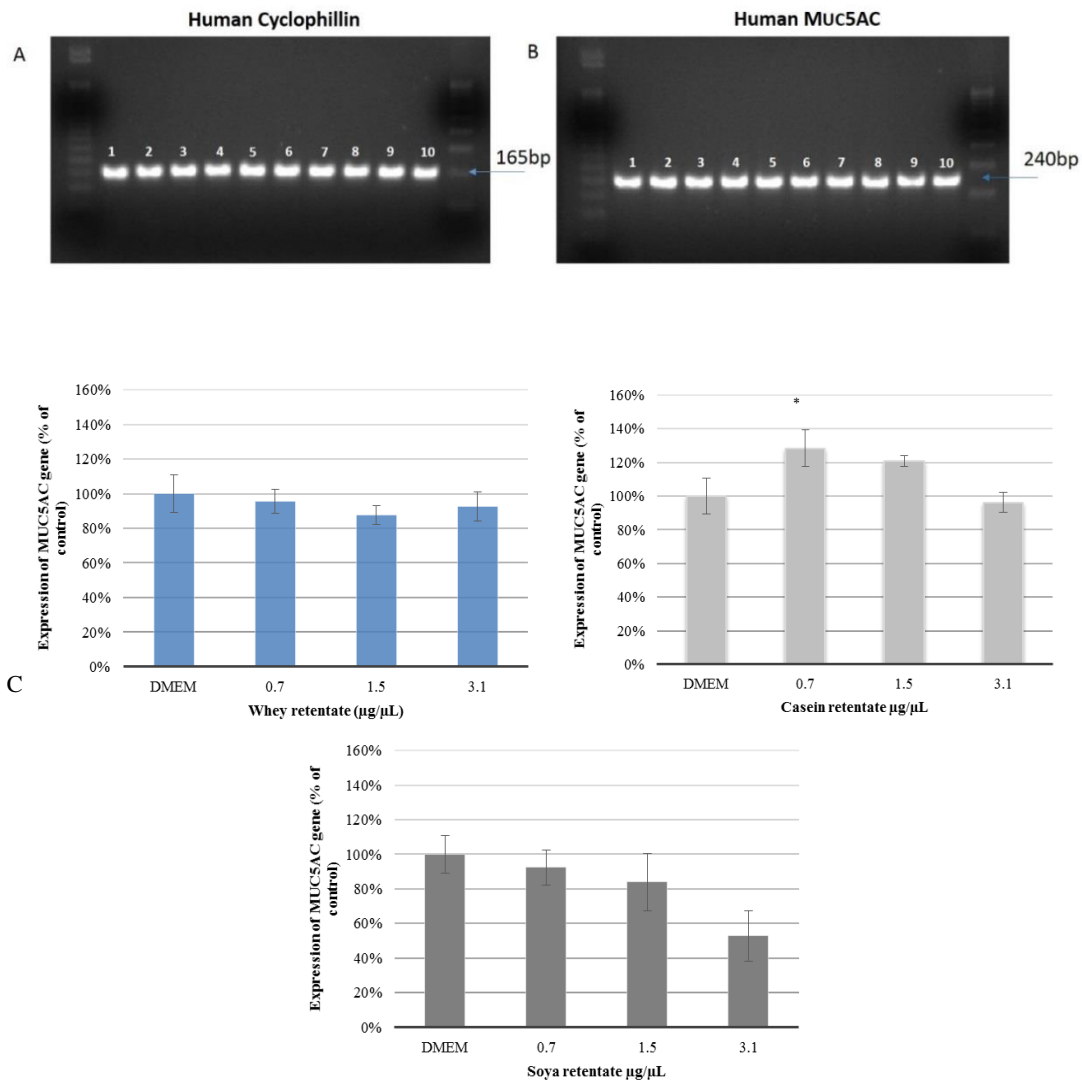 Human Cyclophillin
Human MUC5AC
A
B
1 2 3 4 5 6 7 8 9 10
165bp
1 2 3 4 5 6 7 8 9 10
240bp
160%
140%
120%
100%
80%
60%
40%
20%
0%
Expression of MUC5AC gene (% of
control)
DMEM 0.7 1.5 3.1
Whey retentate (µg/µL)
160%
140%
120%
100%
80%
60%
40%
20%
0%
Expression of MUC5AC gene (% of
control)
*
DMEM 0.7 1.5 3.1
Casein retentate µg/µL
C
160%
140%
120%
100%
80%
60%
40%
20%
0%
Expression of MUC5AC gene (% of
control)
DMEM 0.7 1.5 3.1
Soya retentate µg/µL